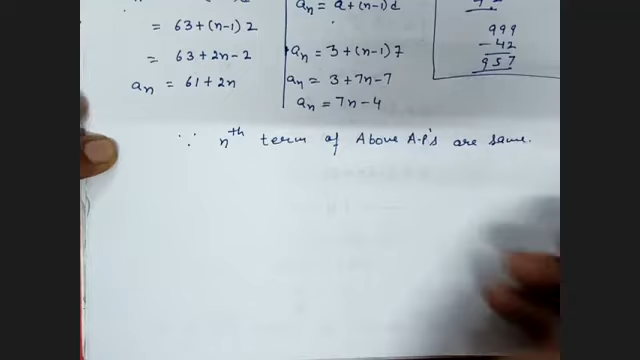 = 63+(n-1) 2
= 63+2n-2
aₙ = 61 + 2n
aₙ = a+(n-1)d
aₙ = 3+(n-1)7
aₙ = 3+7n-7
aₙ = 7n-4
999
-42
957
∵ nᵗʰ term of Above A.P's are same.